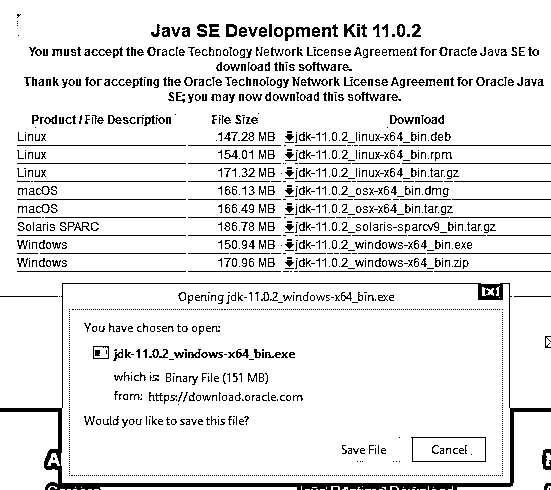 Java SE Development Kit 11.0.2
You must accept the Oracle Technology Network License Agreement for Oracle Java SE to
download this software.
Thank you for accepting the Oracle Technology Network License Agreement for Oracle Java
SE; you may now download this software.
Product / File Description File Size Download
Linux 147.28 MB jdk-11.0.2_linux-x64_bin.deb
Linux 154.01 MB jdk-11.0.2_linux-x64_bin.rpm
Linux 171.32 MB jdk-11.0.2_linux-x64_bin.tar.gz
macOS 166.13 MB jdk-11.0.2_osx-x64_bin.dmg
macOS 166.49 MB jdk-11.0.2_osx-x64_bin.tar.gz
Solaris SPARC 186.78 MB jdk-11.0.2_solaris-sparcv9_bin.tar.gz
Windows 150.94 MB jdk-11.0.2_windows-x64_bin.exe
Windows 170.96 MB jdk-11.0.2_windows-x64_bin.zip
Opening jdk-11.0.2_windows-x64_bin.exe
You have chosen to open:
jdk-11.0.2_windows-x64_bin.exe
which is: Binary File (151 MB)
from: https://download.oracle.com
Would you like to save this file?
Save File Cancel